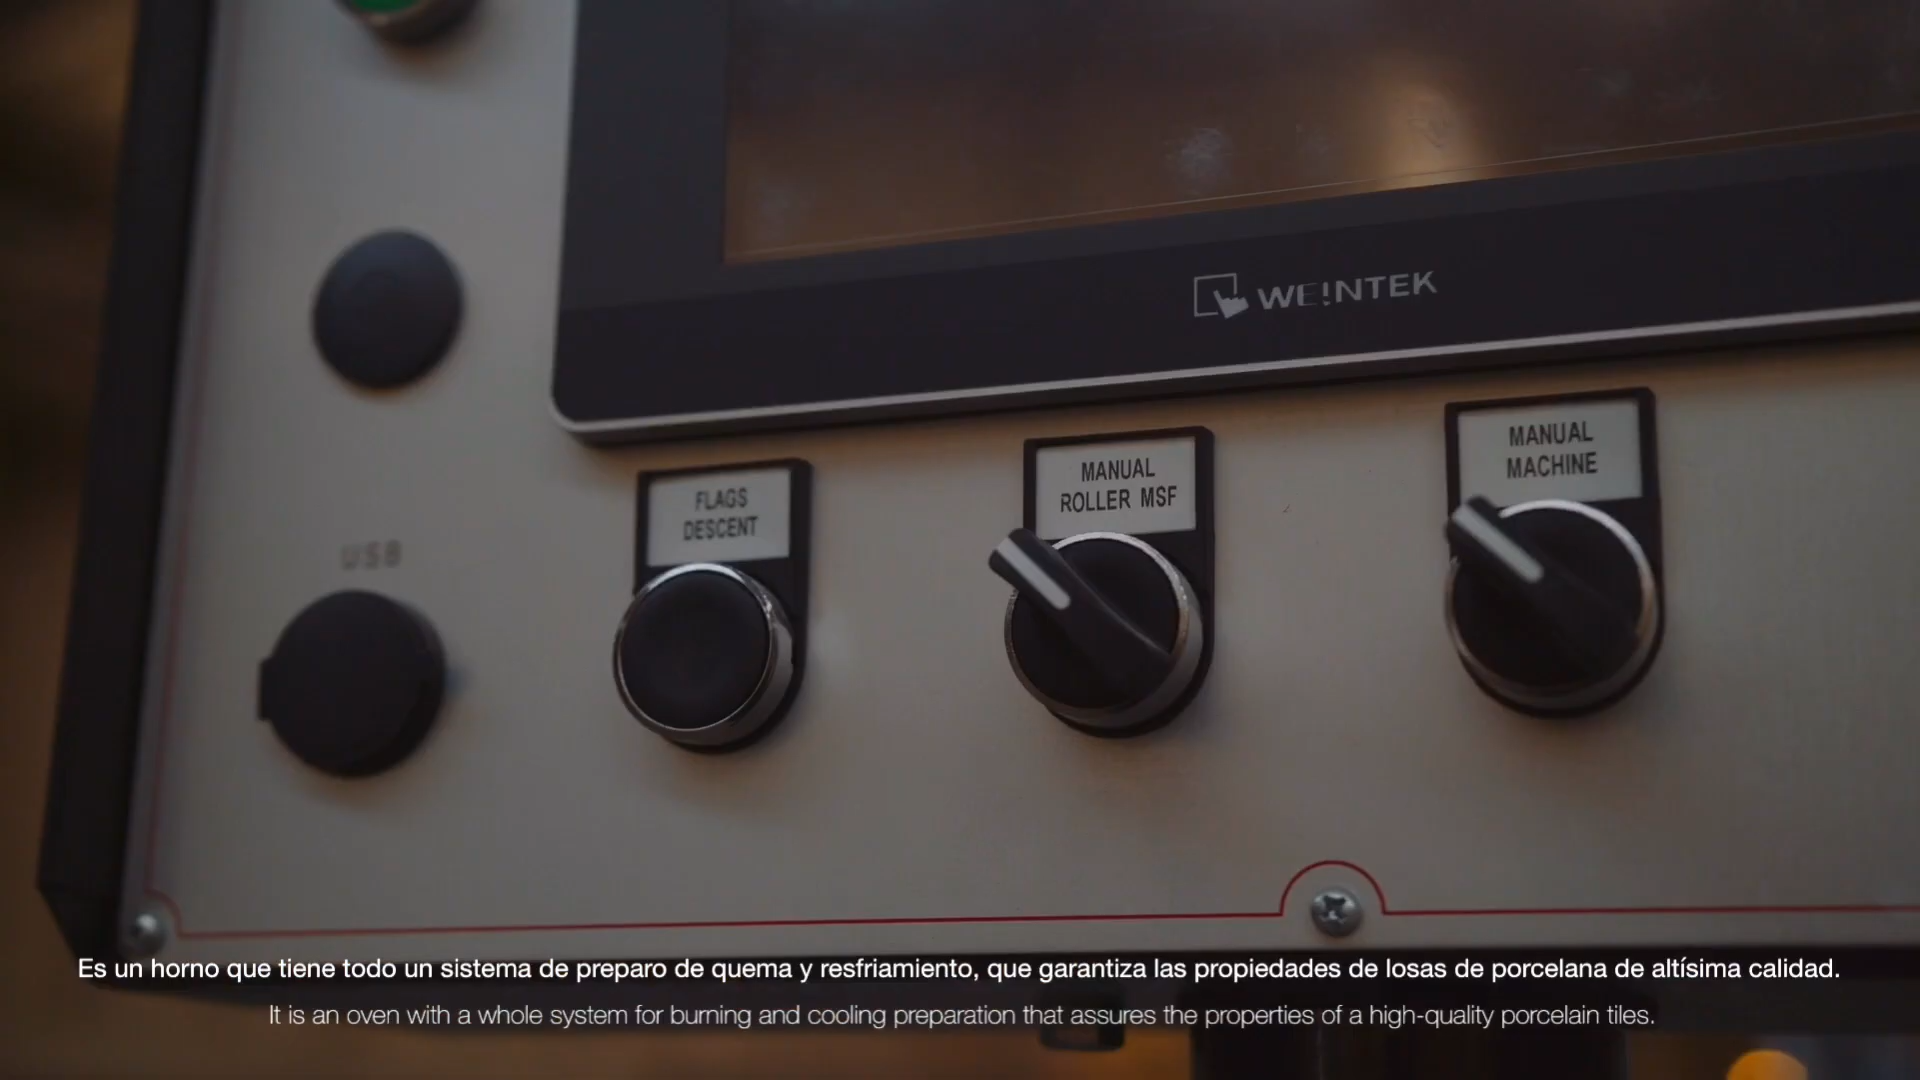 WE!NTEK
MANUAL
MACHINE
MANUAL
ROLLER MSF
FLAGS
DESCENT
USB
Es un horno que tiene todo un sistema de preparo de quema y resfriamiento, que garantiza las propiedades de losas de porcelana de altísima calidad.
It is an oven with a whole system for burning and cooling preparation that assures the properties of a high-quality porcelain tiles.